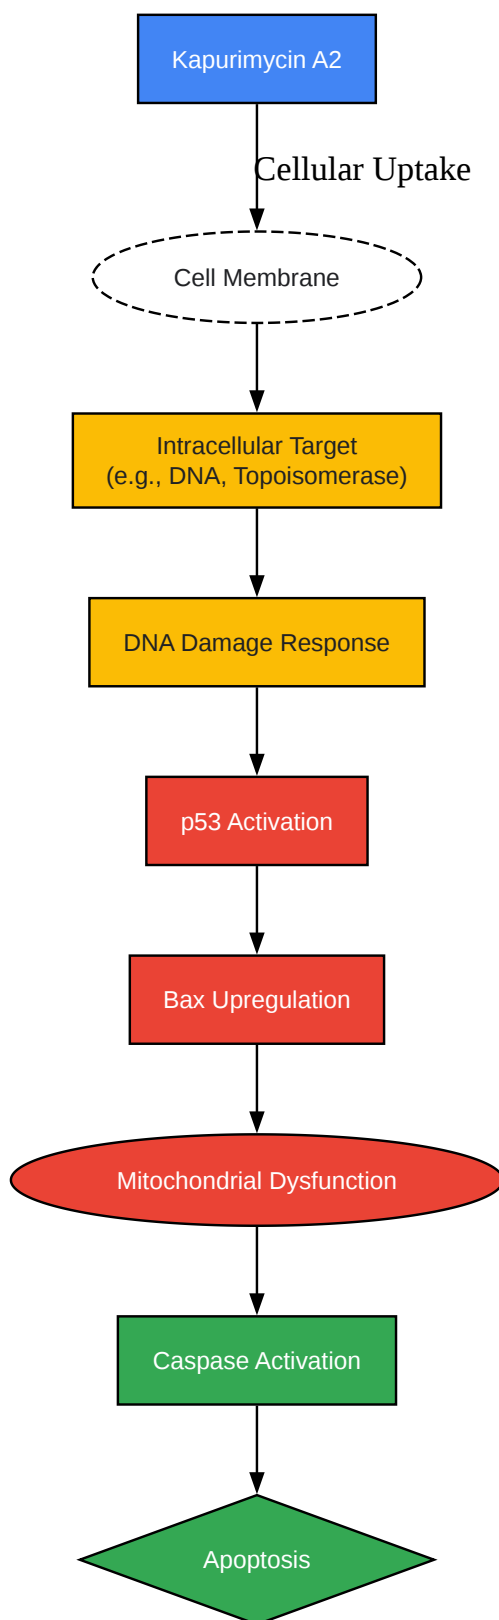 Kapurimycin A2
Cellular Uptake
Cell Membrane
Intracellular Target
(e.g., DNA, Topoisomerase)
DNA Damage Response
p53 Activation
Bax Upregulation
Mitochondrial Dysfunction
Caspase Activation
Apoptosis